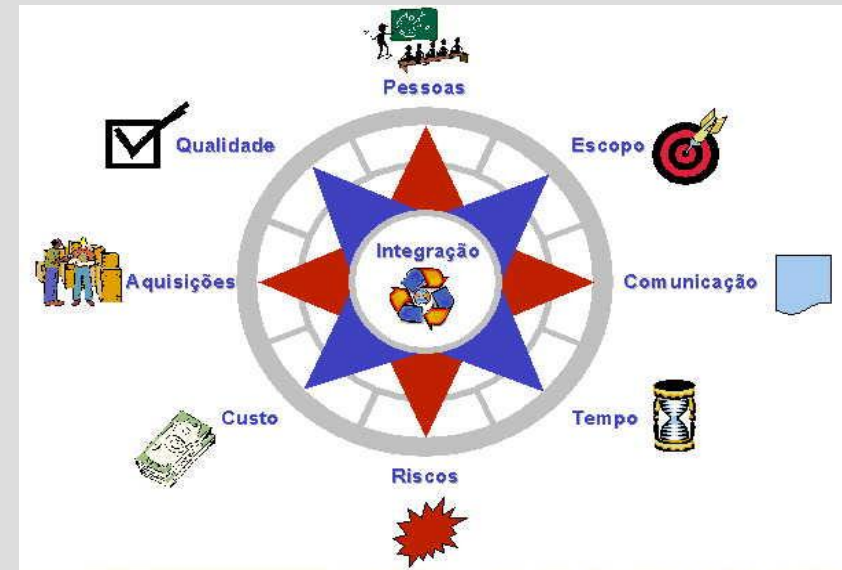 Pessoas
Qualidade
Escopo
Integração
Aquisições
Comunicação
Custo
Tempo
Riscos